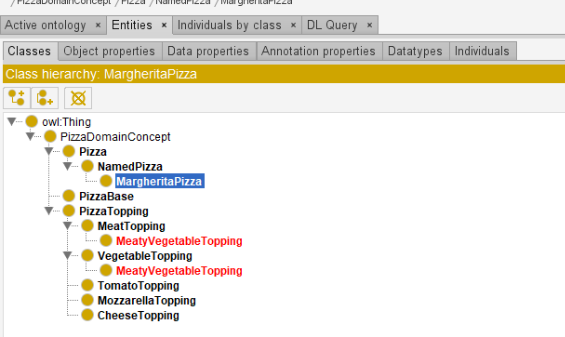 /PizzaDomainConcept /Pizza /NamedPizza /MargheritaPizza
Active ontology × Entities × Individuals by class × DL Query ×
Classes Object properties Data properties Annotation properties Datatypes Individuals
Class hierarchy: MargheritaPizza
owl:Thing
PizzaDomainConcept
Pizza
NamedPizza
MargheritaPizza
PizzaBase
PizzaTopping
MeatTopping
MeatyVegetableTopping
VegetableTopping
MeatyVegetableTopping
TomatoTopping
MozzarellaTopping
CheeseTopping